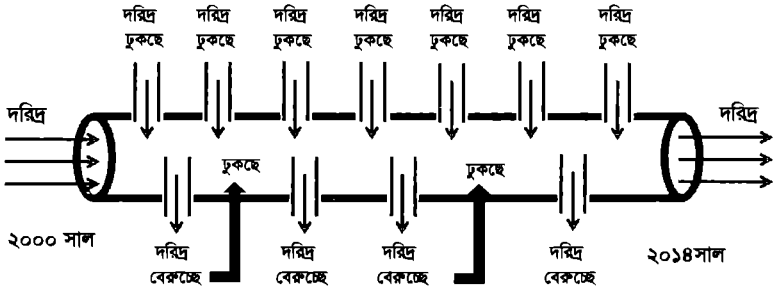 দরিদ্র দরিদ্র দরিদ্র দরিদ্র দরিদ্র দরিদ্র দরিদ্র
ঢুকছে ঢুকছে ঢুকছে ঢুকছে ঢুকছে ঢুকছে ঢুকছে
দরিদ্র দরিদ্র
ঢুকছে ঢুকছে
২০০০ সাল ২০১৪সাল
দরিদ্র দরিদ্র দরিদ্র দরিদ্র
বেরুচ্ছে বেরুচ্ছে বেরুচ্ছে বেরুচ্ছে